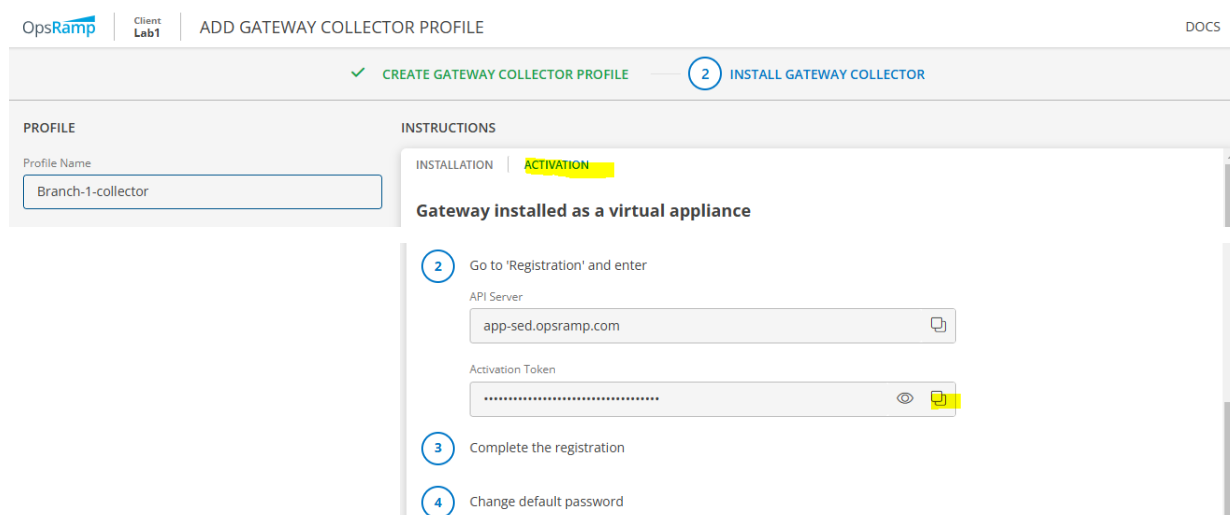 OpsRamp
Client
Lab1
ADD GATEWAY COLLECTOR PROFILE
DOCS
CREATE GATEWAY COLLECTOR PROFILE
2
INSTALL GATEWAY COLLECTOR
PROFILE
Profile Name
Branch-1-collector
INSTRUCTIONS
INSTALLATION
ACTIVATION
Gateway installed as a virtual appliance
2
Go to 'Registration' and enter
API Server
app-sed.opsramp.com
Activation Token
••••••••••••••••••••••••••••••••••••
3
Complete the registration
4
Change default password